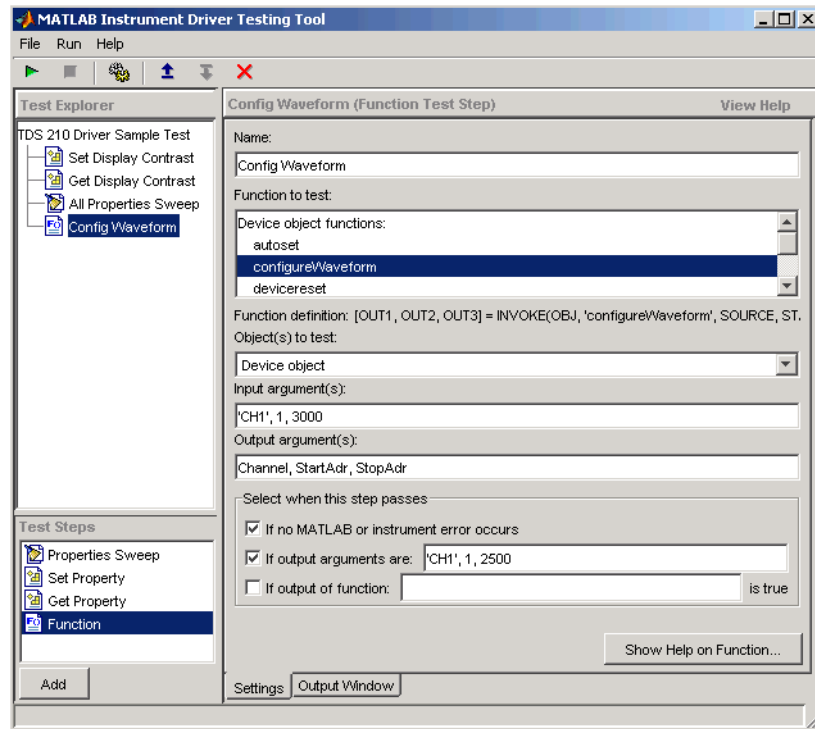 MATLAB Instrument Driver Testing Tool
File Run Help
Test Explorer
TDS 210 Driver Sample Test
Set Display Contrast
Get Display Contrast
All Properties Sweep
Config Waveform
Test Steps
Properties Sweep
Set Property
Get Property
Function
Add
Config Waveform (Function Test Step) View Help
Name:
Config Waveform
Function to test:
Device object functions:
autoset
configureWaveform
devicereset
Function definition: [OUT1, OUT2, OUT3] = INVOKE(OBJ, 'configureWaveform', SOURCE, ST.
Object(s) to test:
Device object
Input argument(s):
'CH1', 1, 3000
Output argument(s):
Channel, StartAdr, StopAdr
Select when this step passes
If no MATLAB or instrument error occurs
If output arguments are: 'CH1', 1, 2500
If output of function: is true
Show Help on Function...
Settings Output Window